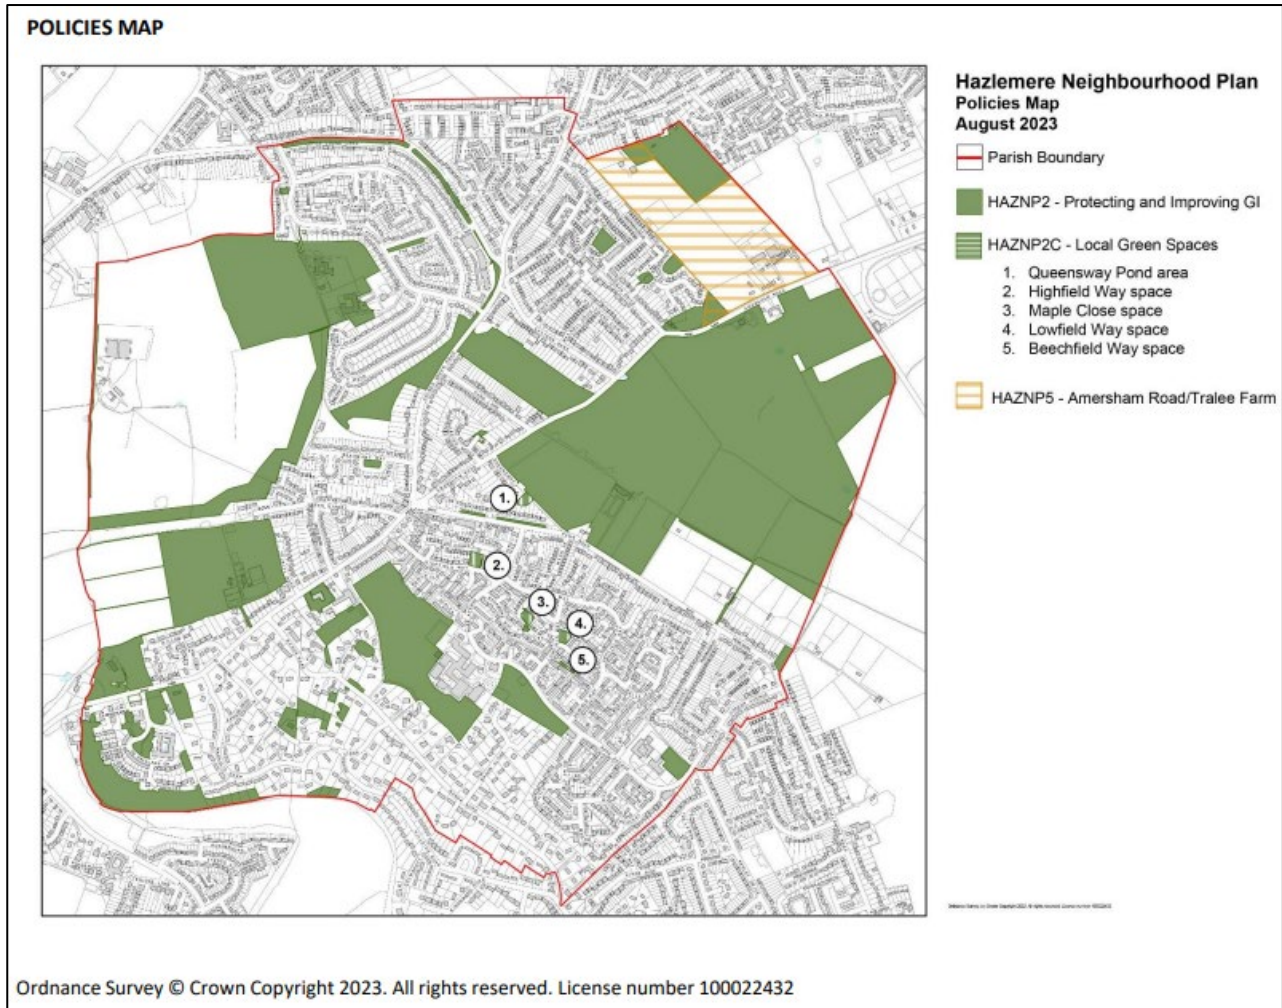 POLICIES MAP
Hazlemere Neighbourhood Plan
Policies Map
August 2023
Parish Boundary
HAZNP2 - Protecting and Improving GI
HAZNP2C - Local Green Spaces
1. Queensway Pond area
2. Highfield Way space
3. Maple Close space
4. Lowfield Way space
5. Beechfield Way space
HAZNP5 - Amersham Road/Tralee Farm
1.
2.
3.
4.
5.
Ordnance Survey © Crown Copyright 2023. All rights reserved. License number 100022432